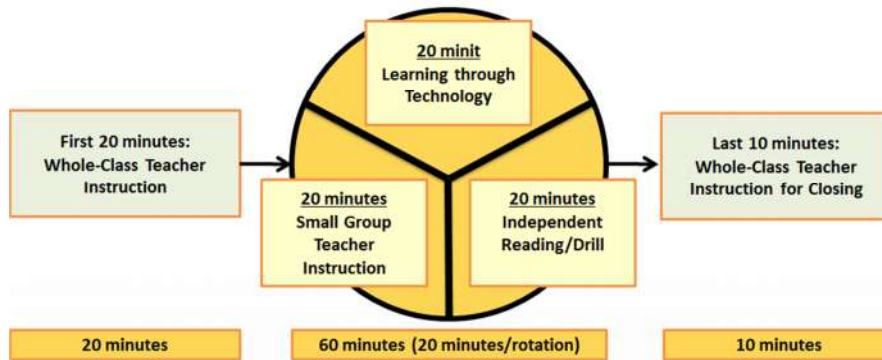 20 minit
Learning through
Technology
First 20 minutes:
Whole-Class Teacher
Instruction
Last 10 minutes:
Whole-Class Teacher
Instruction for Closing
20 minutes
Small Group
Teacher
Instruction
20 minutes
Independent
Reading/Drill
20 minutes
60 minutes (20 minutes/rotation)
10 minutes